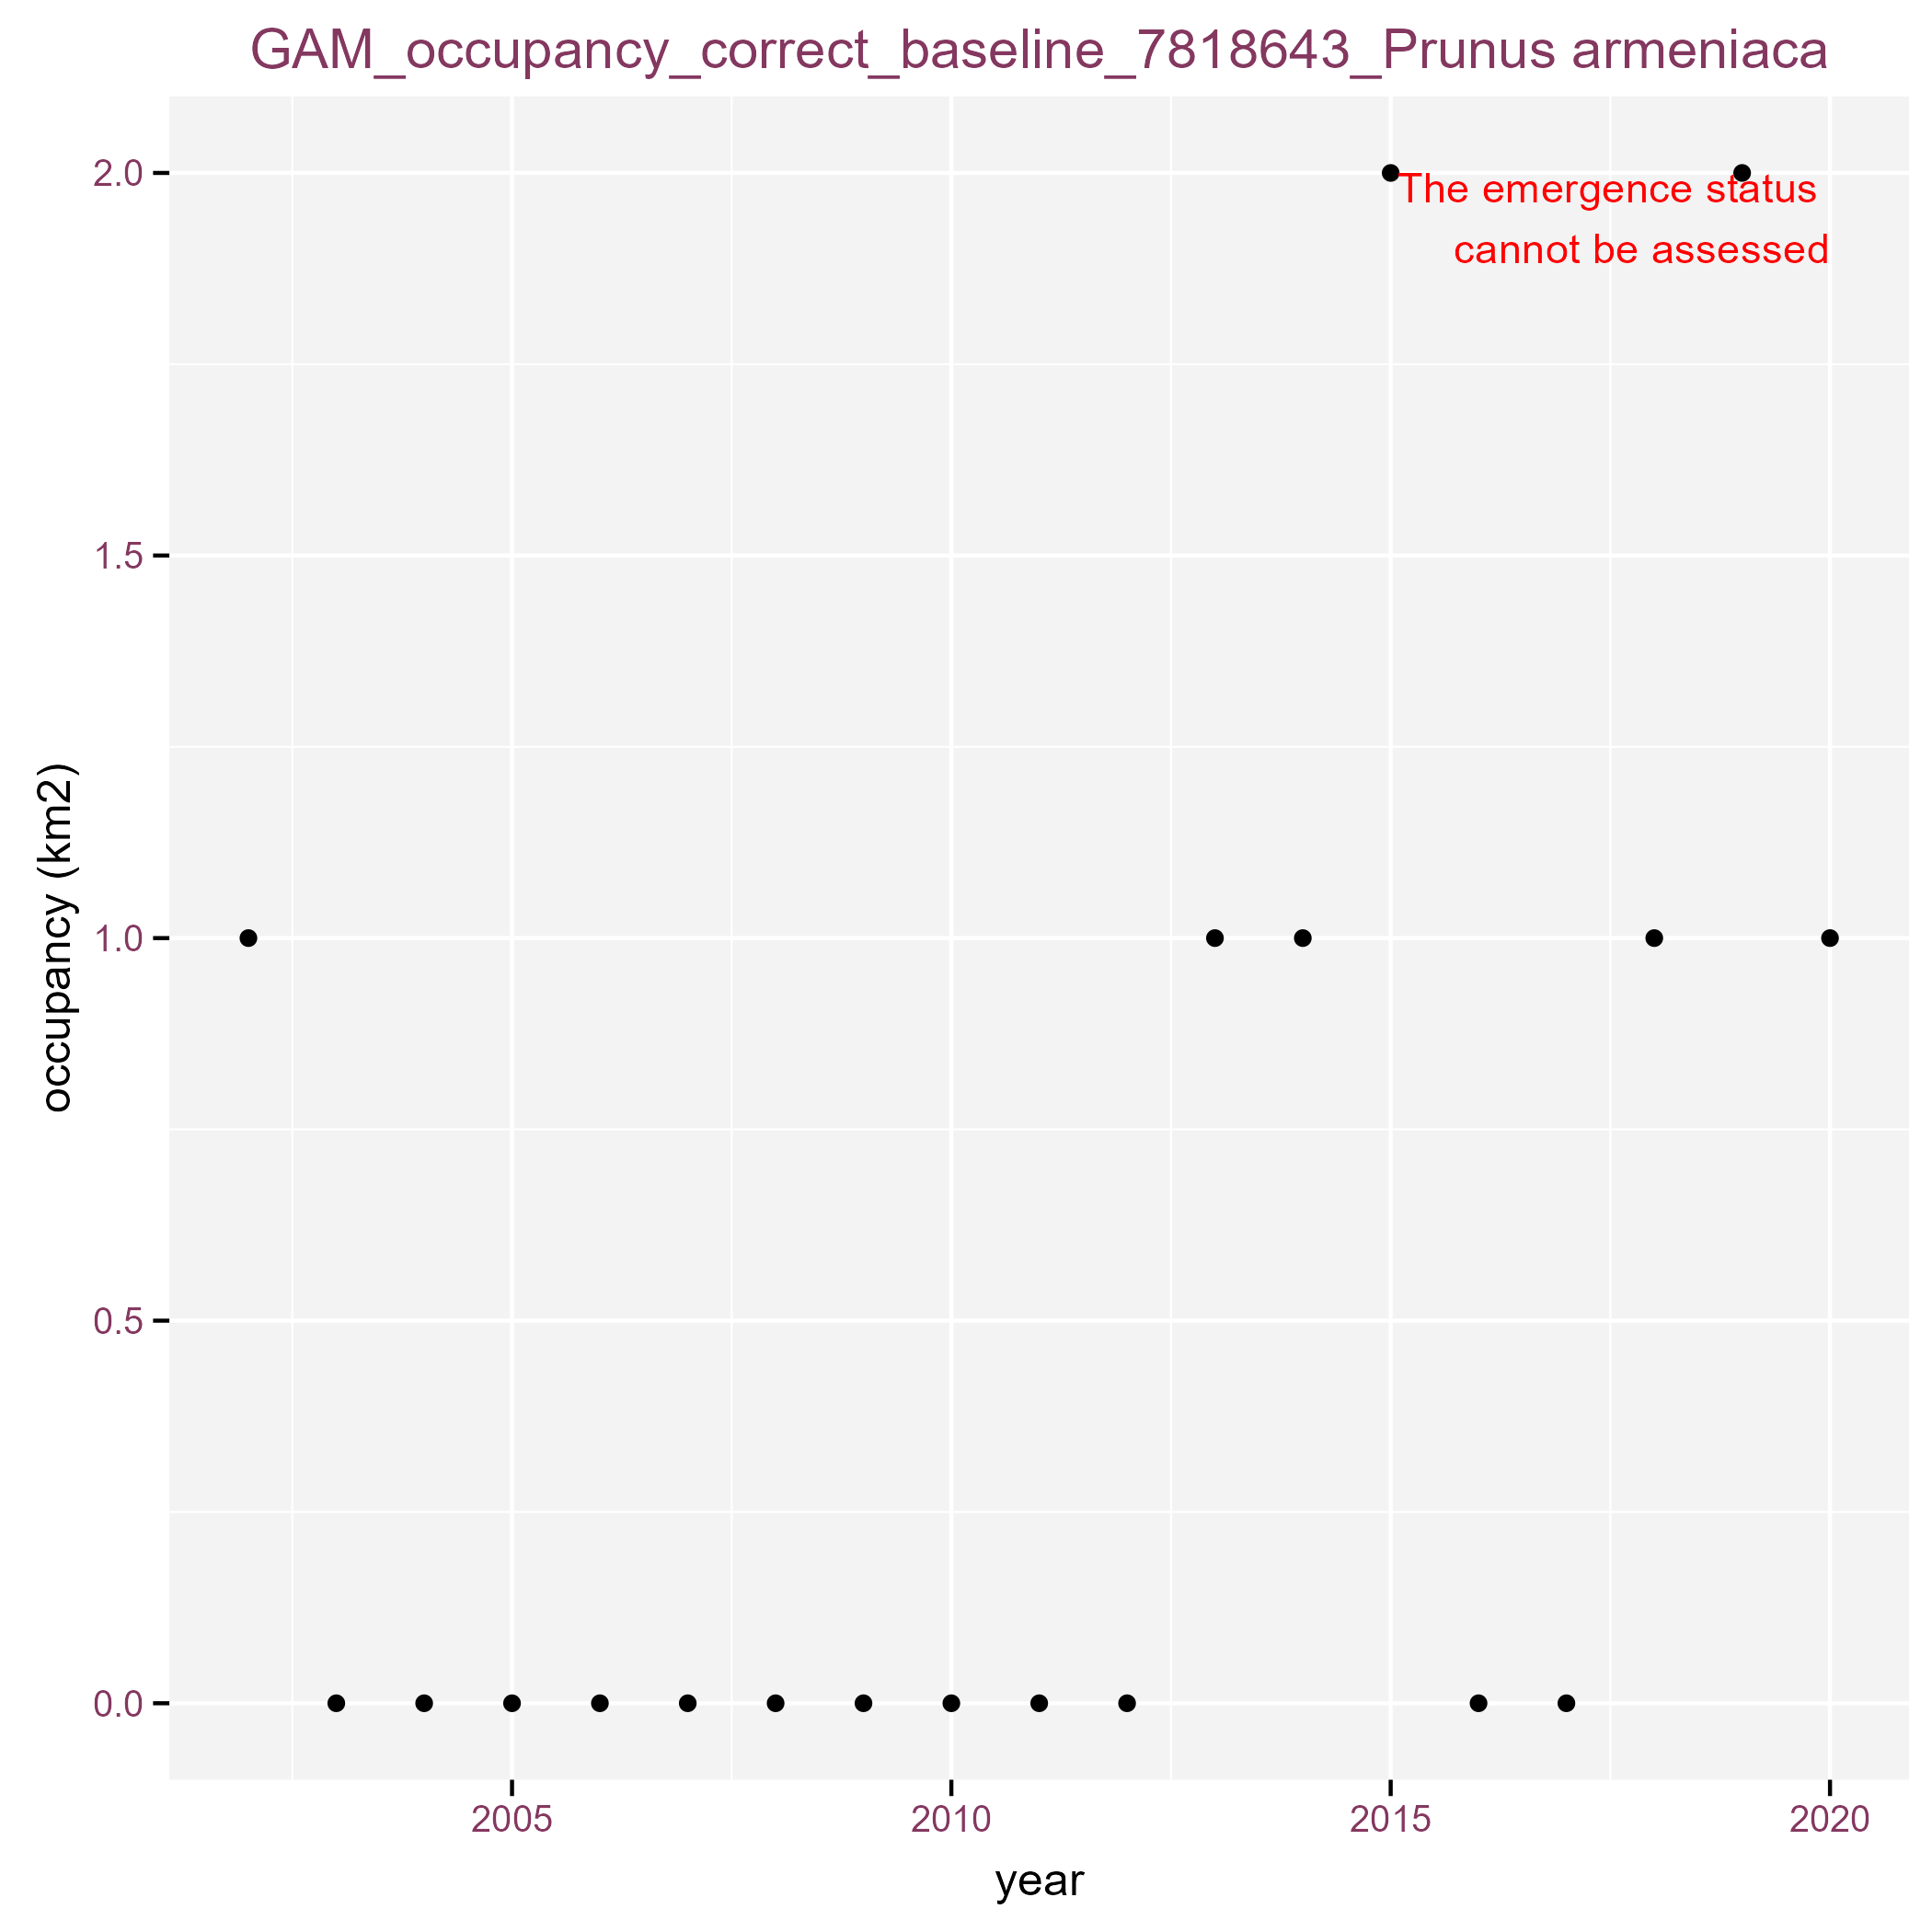 GAM_occupancy_correct_baseline_7818643_Prunus armeniaca
2.0
The emergence status
cannot be assessed
1.5
1.0
0.5
0.0
occupancy (km2)
2005
2010
2015
2020
year